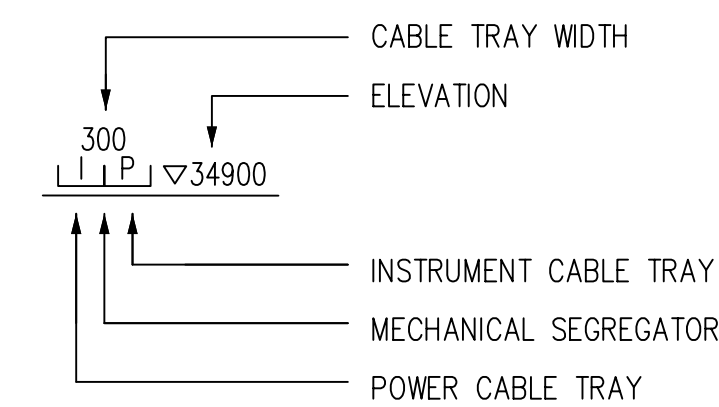 CABLE TRAY WIDTH
ELEVATION
300
I P ▽34900
INSTRUMENT CABLE TRAY
MECHANICAL SEGREGATOR
POWER CABLE TRAY